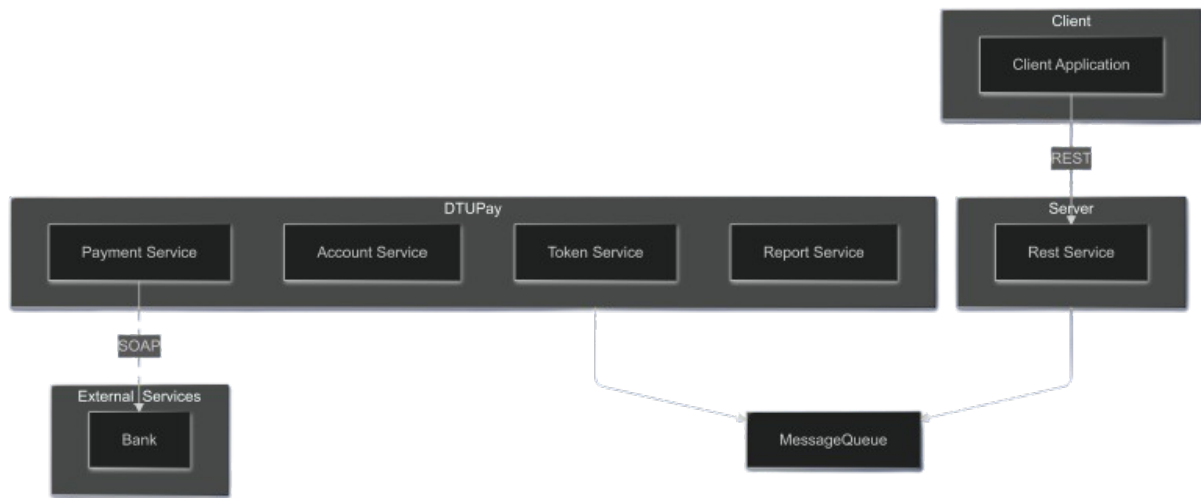 Client
Client Application
REST
DTUPay
Payment Service
Account Service
Token Service
Report Service
Server
Rest Service
SOAP
External Services
Bank
MessageQueue